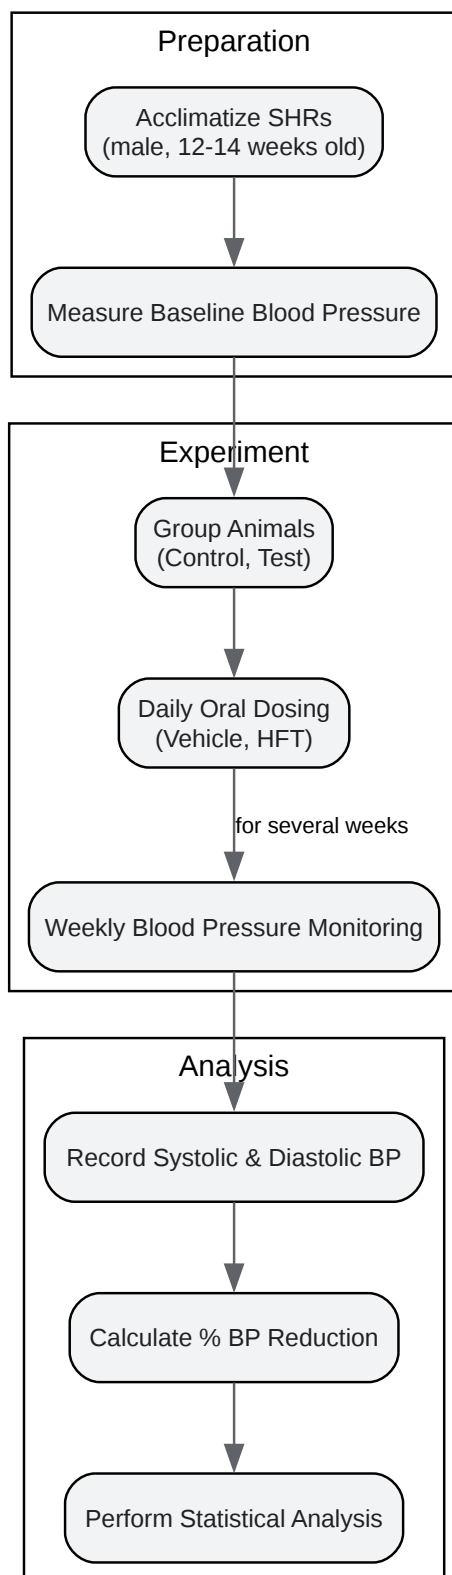 Preparation
Acclimatize SHRs
(male, 12-14 weeks old)
Measure Baseline Blood Pressure
Experiment
Group Animals
(Control, Test)
Daily Oral Dosing
(Vehicle, HFT)
for several weeks
Weekly Blood Pressure Monitoring
Analysis
Record Systolic & Diastolic BP
Calculate % BP Reduction
Perform Statistical Analysis